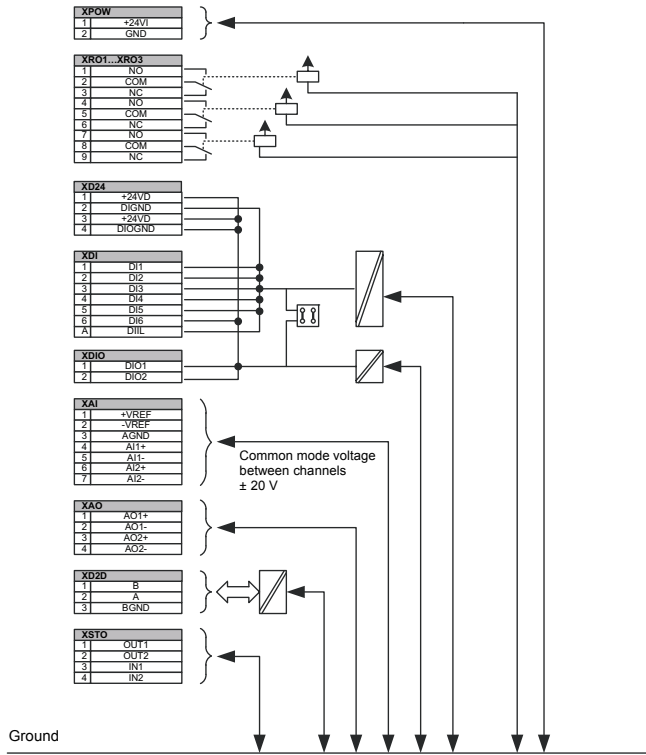 XPOW
1 +24VI
2 GND
XRO1…XRO3
1 NO
2 COM
3 NC
4 NO
5 COM
6 NC
7 NO
8 COM
9 NC
XD24
1 +24VD
2 DIGND
3 +24VD
4 DIOGND
XDI
1 DI1
2 DI2
3 DI3
4 DI4
5 DI5
6 DI6
A DIIL
XDIO
1 DIO1
2 DIO2
XAI
1 +VREF
2 -VREF
3 AGND
4 AI1+
5 AI1-
6 AI2+
7 AI2-
Common mode voltage
between channels
± 20 V
XAO
1 AO1+
2 AO1-
3 AO2+
4 AO2-
XD2D
1 B
2 A
3 BGND
XSTO
1 OUT1
2 OUT2
3 IN1
4 IN2
Ground